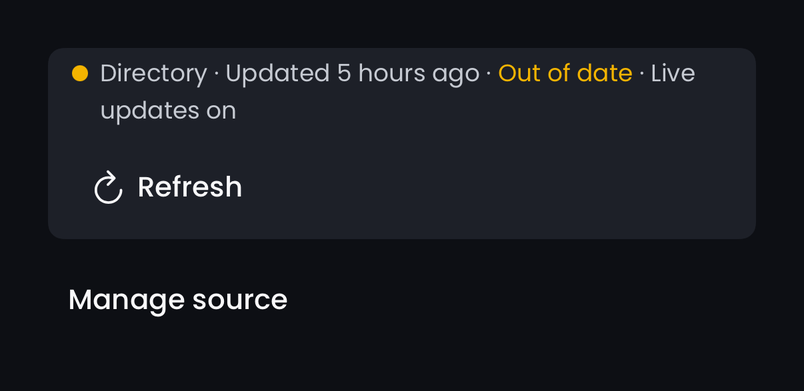 Directory · Updated 5 hours ago · Out of date · Live
updates on
Refresh
Manage source